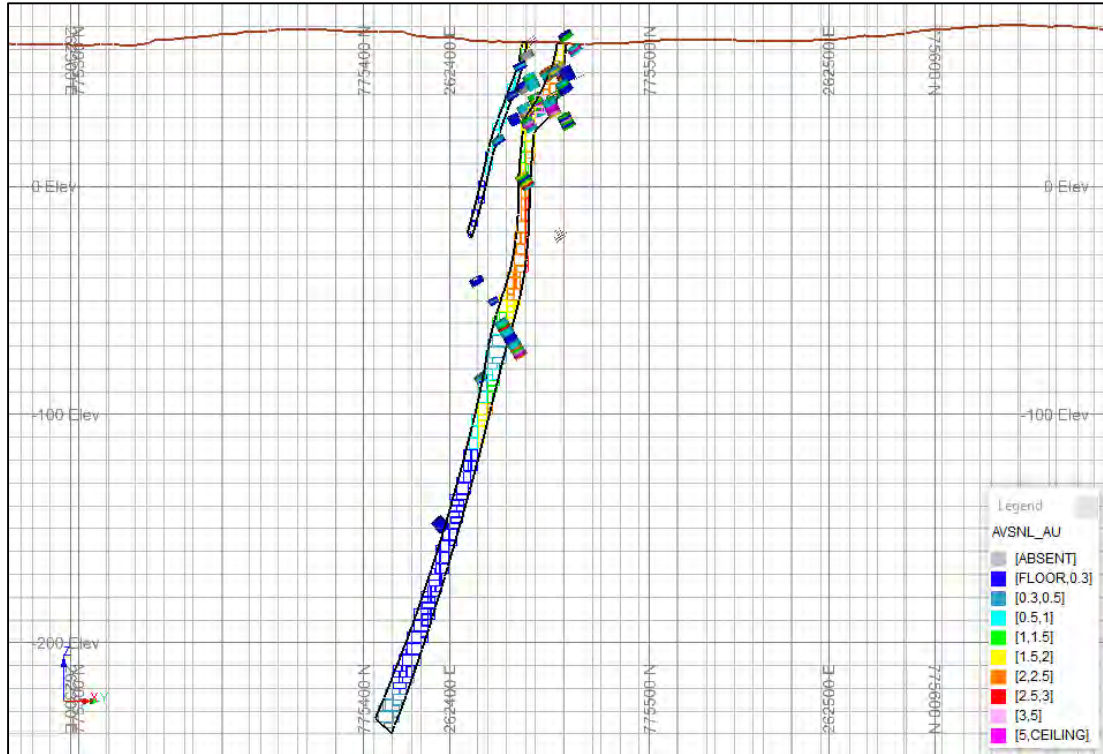 775400 N
262400 E
775500 N
262500 E
775600 N
0 Elev
0 Elev
-100 Elev
-100 Elev
-200 Elev
775400 N
262400 E
775500 N
262500 E
775600 N
Legend
AVSNL_AU
[ABSENT]
[FLOOR,0.3]
[0.3,0.5]
[0.5,1]
[1,1.5]
[1.5,2]
[2,2.5]
[2.5,3]
[3,5]
[5,CEILING]